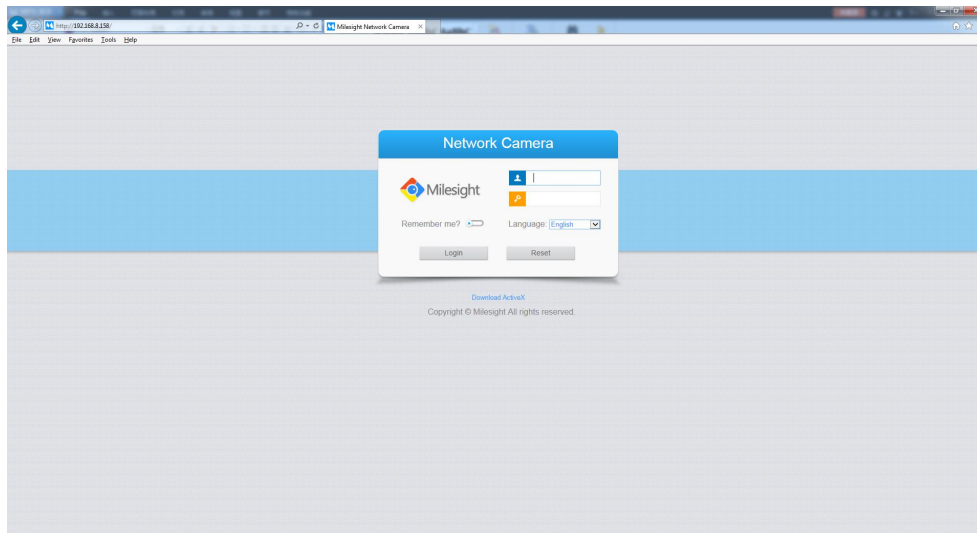 http://192.168.8.158/
Milesight Network Camera
File Edit View Favorites Tools Help
Network Camera
Milesight
Remember me?
Language: English
Login Reset
Download ActiveX
Copyright © Milesight All rights reserved.